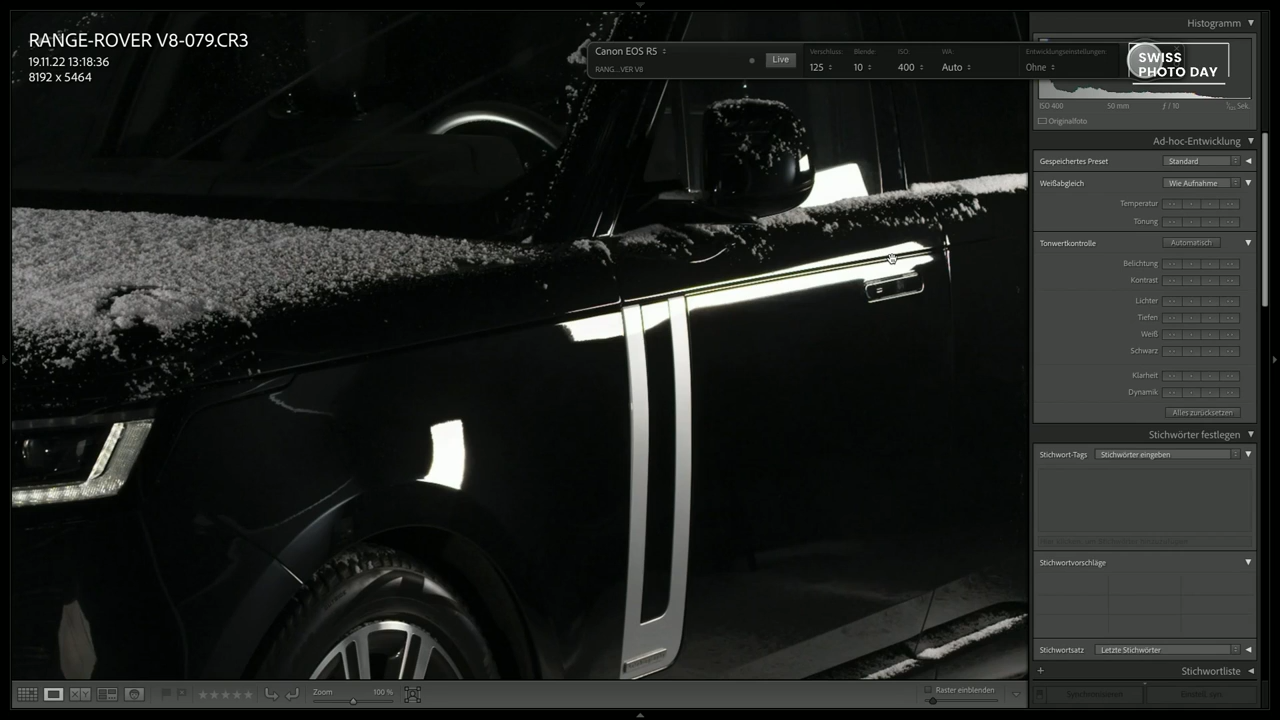 RANGE-ROVER V8-079.CR3
19.11.22 13:18:36
8192 x 5464
Canon EOS R5
RANG...VER V8
Live
Verschluss: Blende: ISO: WA: Entwicklungseinstellungen:
125 10 400 Auto Ohne
SWISS
PHOTO DAY
Histogramm
ISO 400 50 mm ƒ / 10 Sek.
Originalfoto
Ad-hoc-Entwicklung
Gespeichertes Preset Standard
Weißabgleich Wie Aufnahme
Temperatur
Tönung
Tonwertkontrolle Automatisch
Belichtung
Kontrast
Lichter
Tiefen
Weiß
Schwarz
Klarheit
Dynamik
Alles zurücksetzen
Stichwörter festlegen
Stichwort-Tags Stichwörter eingeben
Stichwortvorschläge
Stichwortsatz Letzte Stichwörter
Stichwortliste
Zoom 100 %
Raster einblenden
Synchronisieren